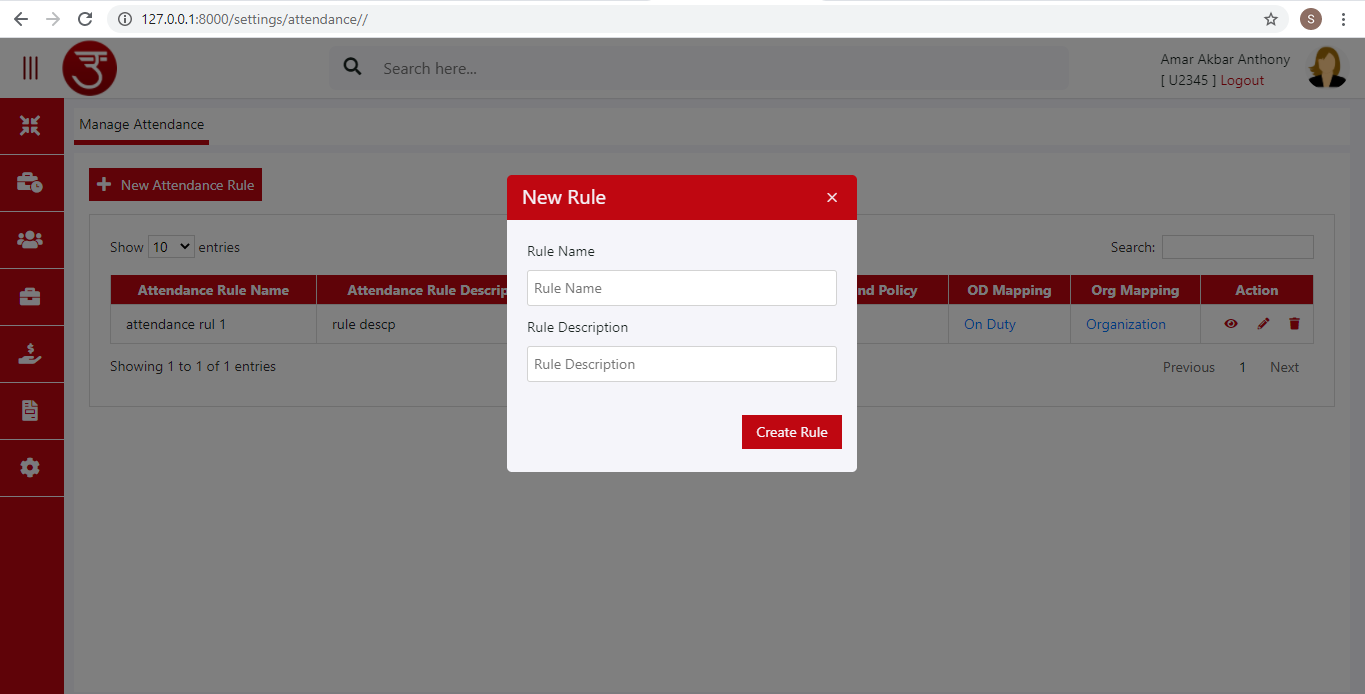 127.0.0.1:8000/settings/attendance//
S
उ
Search here...
Amar Akbar Anthony
[ U2345 ] Logout
Manage Attendance
New Attendance Rule
New Rule
×
Rule Name
Rule Name
Rule Description
Rule Description
Create Rule
Show 10 entries
Search:
Attendance Rule Name Attendance Rule Descrip nd Policy OD Mapping Org Mapping Action
attendance rul 1 rule descp On Duty Organization
Showing 1 to 1 of 1 entries
Previous 1 Next